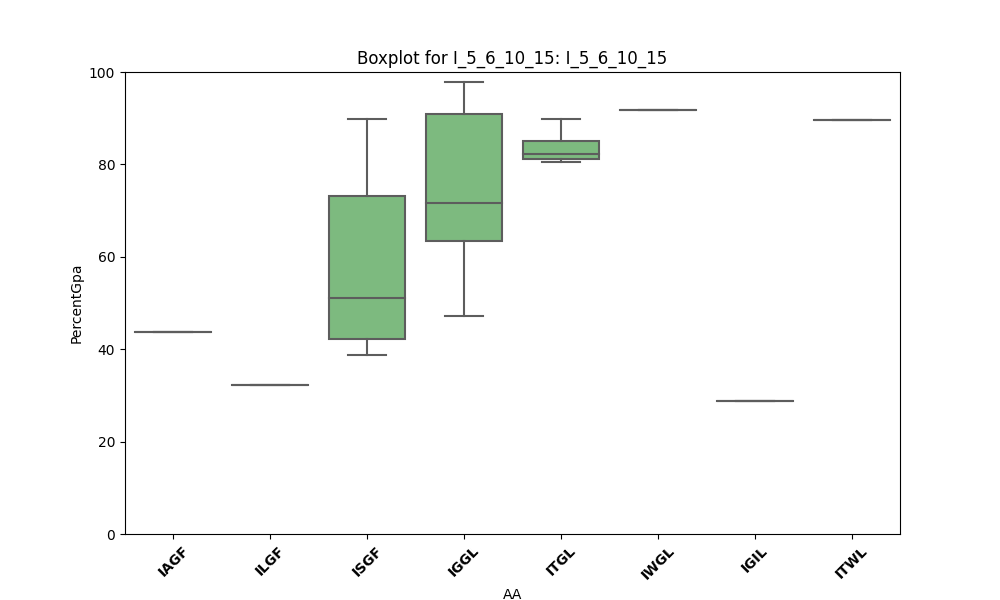 Boxplot for I_5_6_10_15: I_5_6_10_15
100
80
60
40
20
0
PercentGpa
IAGF
ILGF
ISGF
IGGL
ITGL
IWGL
IGIL
ITWL
AA